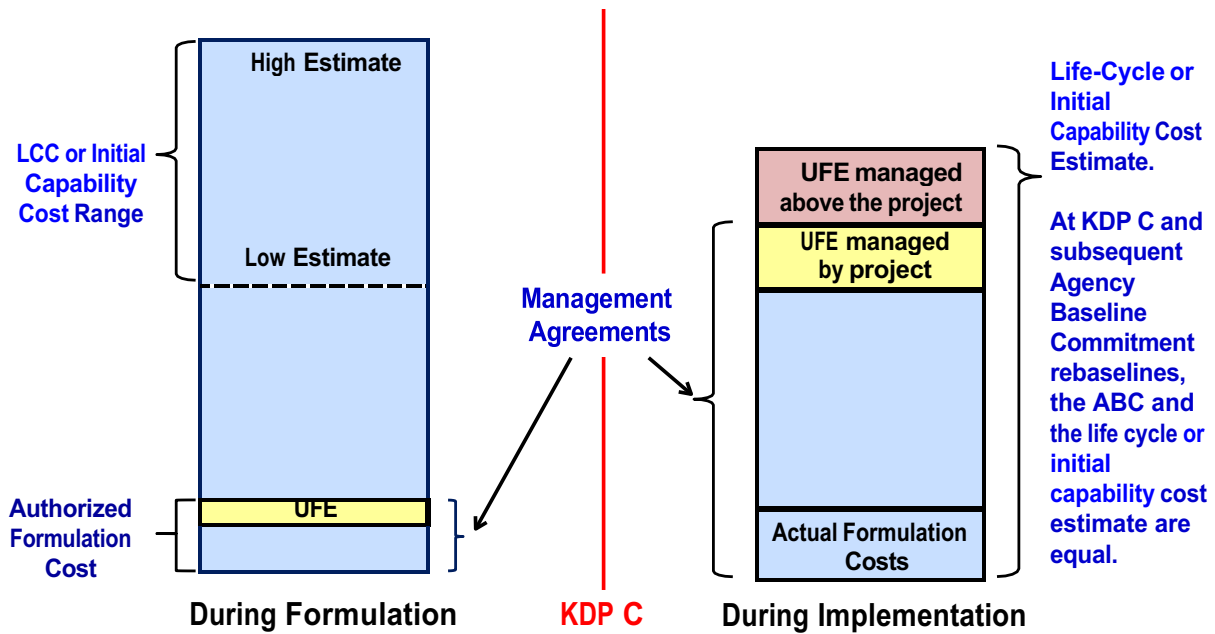 High Estimate
LCC or Initial
Capability
Cost Range
Low Estimate
Authorized
Formulation
Cost
UFE
During Formulation
Management
Agreements
KDP C
UFE managed
above the project
UFE managed
by project
Actual Formulation
Costs
During Implementation
Life-Cycle or
Initial
Capability Cost
Estimate.
At KDP C and
subsequent
Agency
Baseline
Commitment
rebaselines,
the ABC and
the life cycle or
initial
capability cost
estimate are
equal.